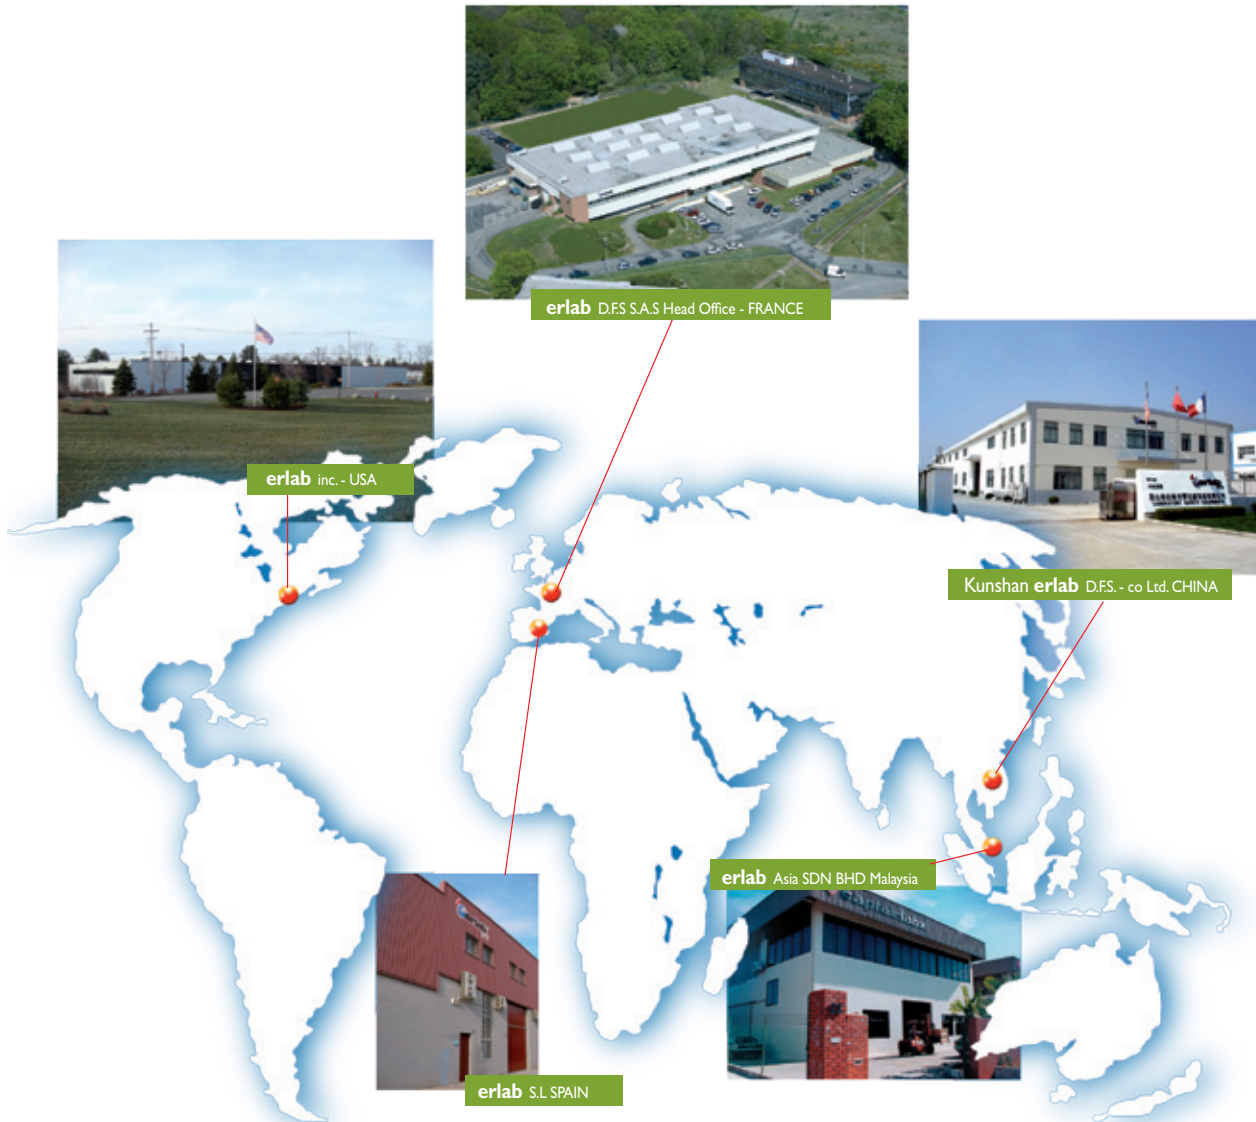 erlab D.F.S S.A.S Head Office - FRANCE
erlab inc. - USA
Kunshan erlab D.F.S. - co Ltd. CHINA
erlab Asia SDN BHD Malaysia
erlab S.L SPAIN